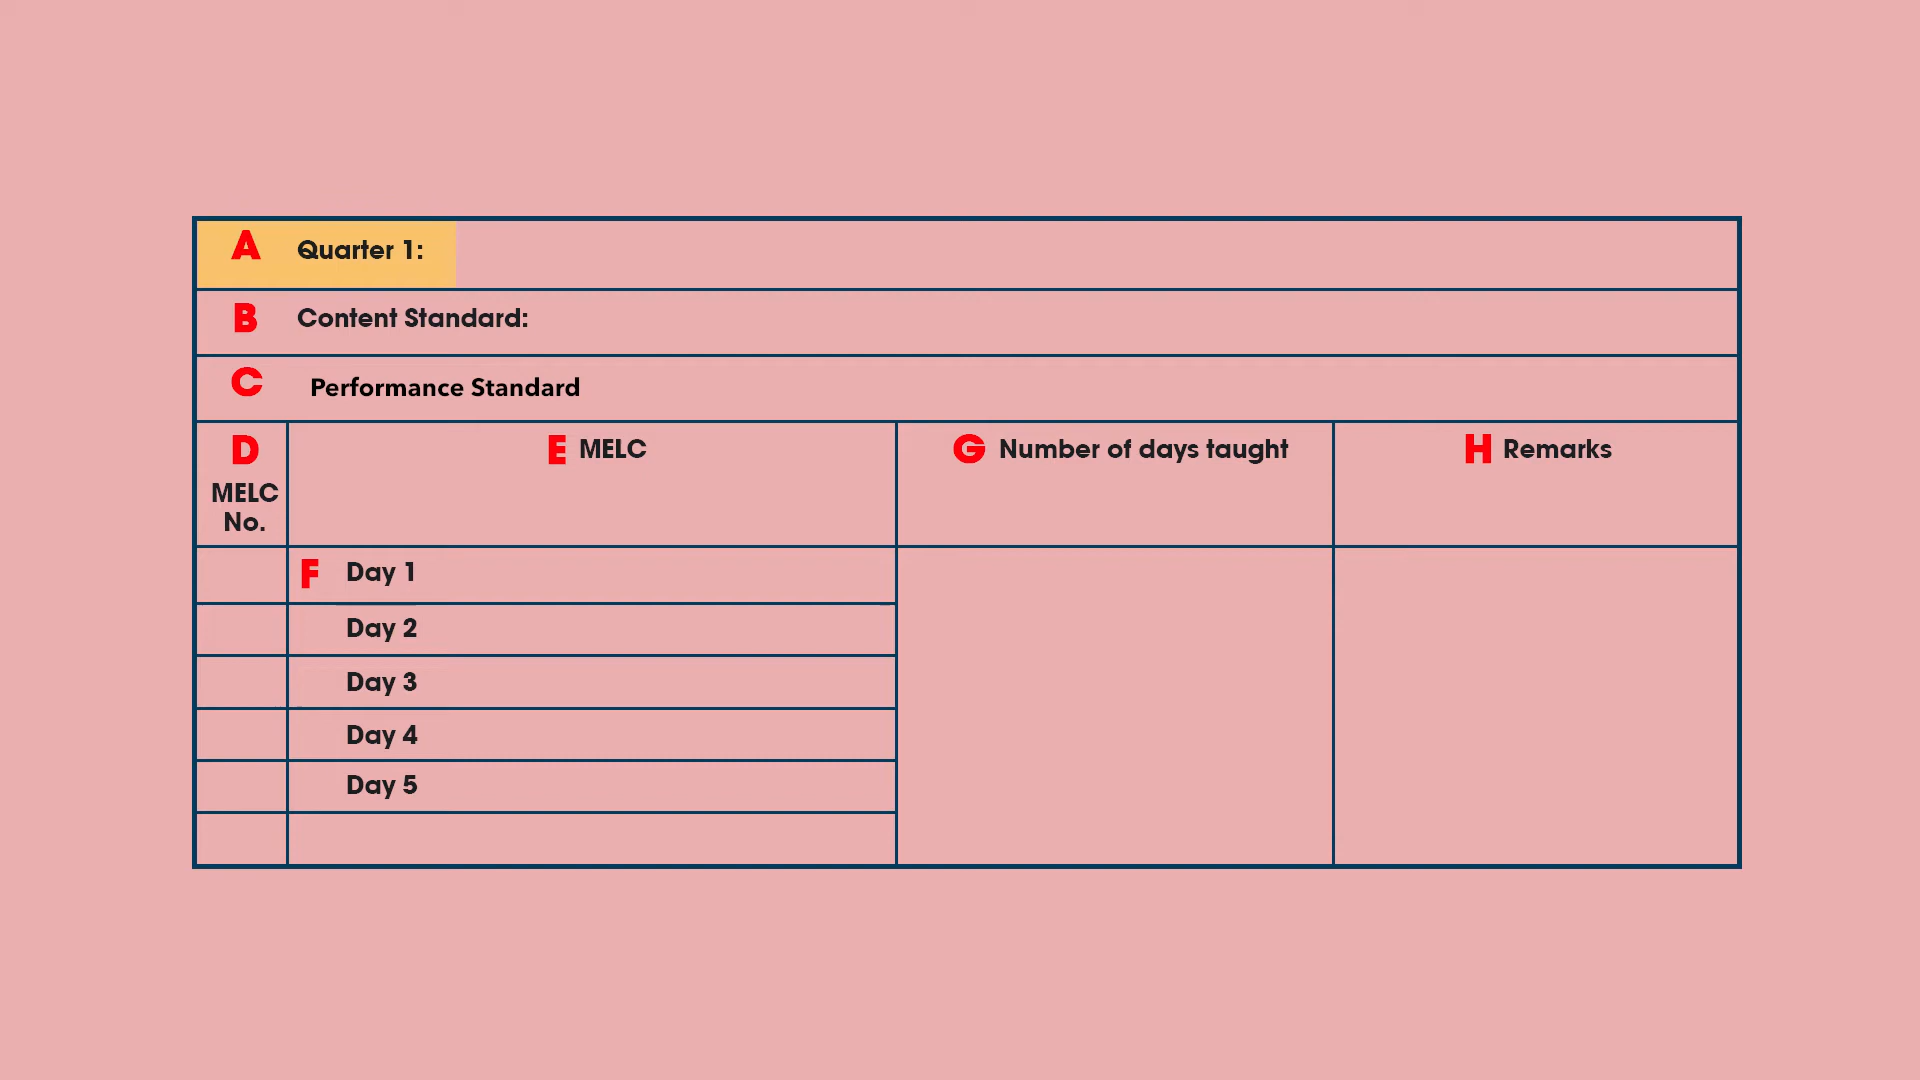 A Quarter 1:
B Content Standard:
C Performance Standard
D E MELC G Number of days taught H Remarks
MELC
No.
F Day 1
Day 2
Day 3
Day 4
Day 5